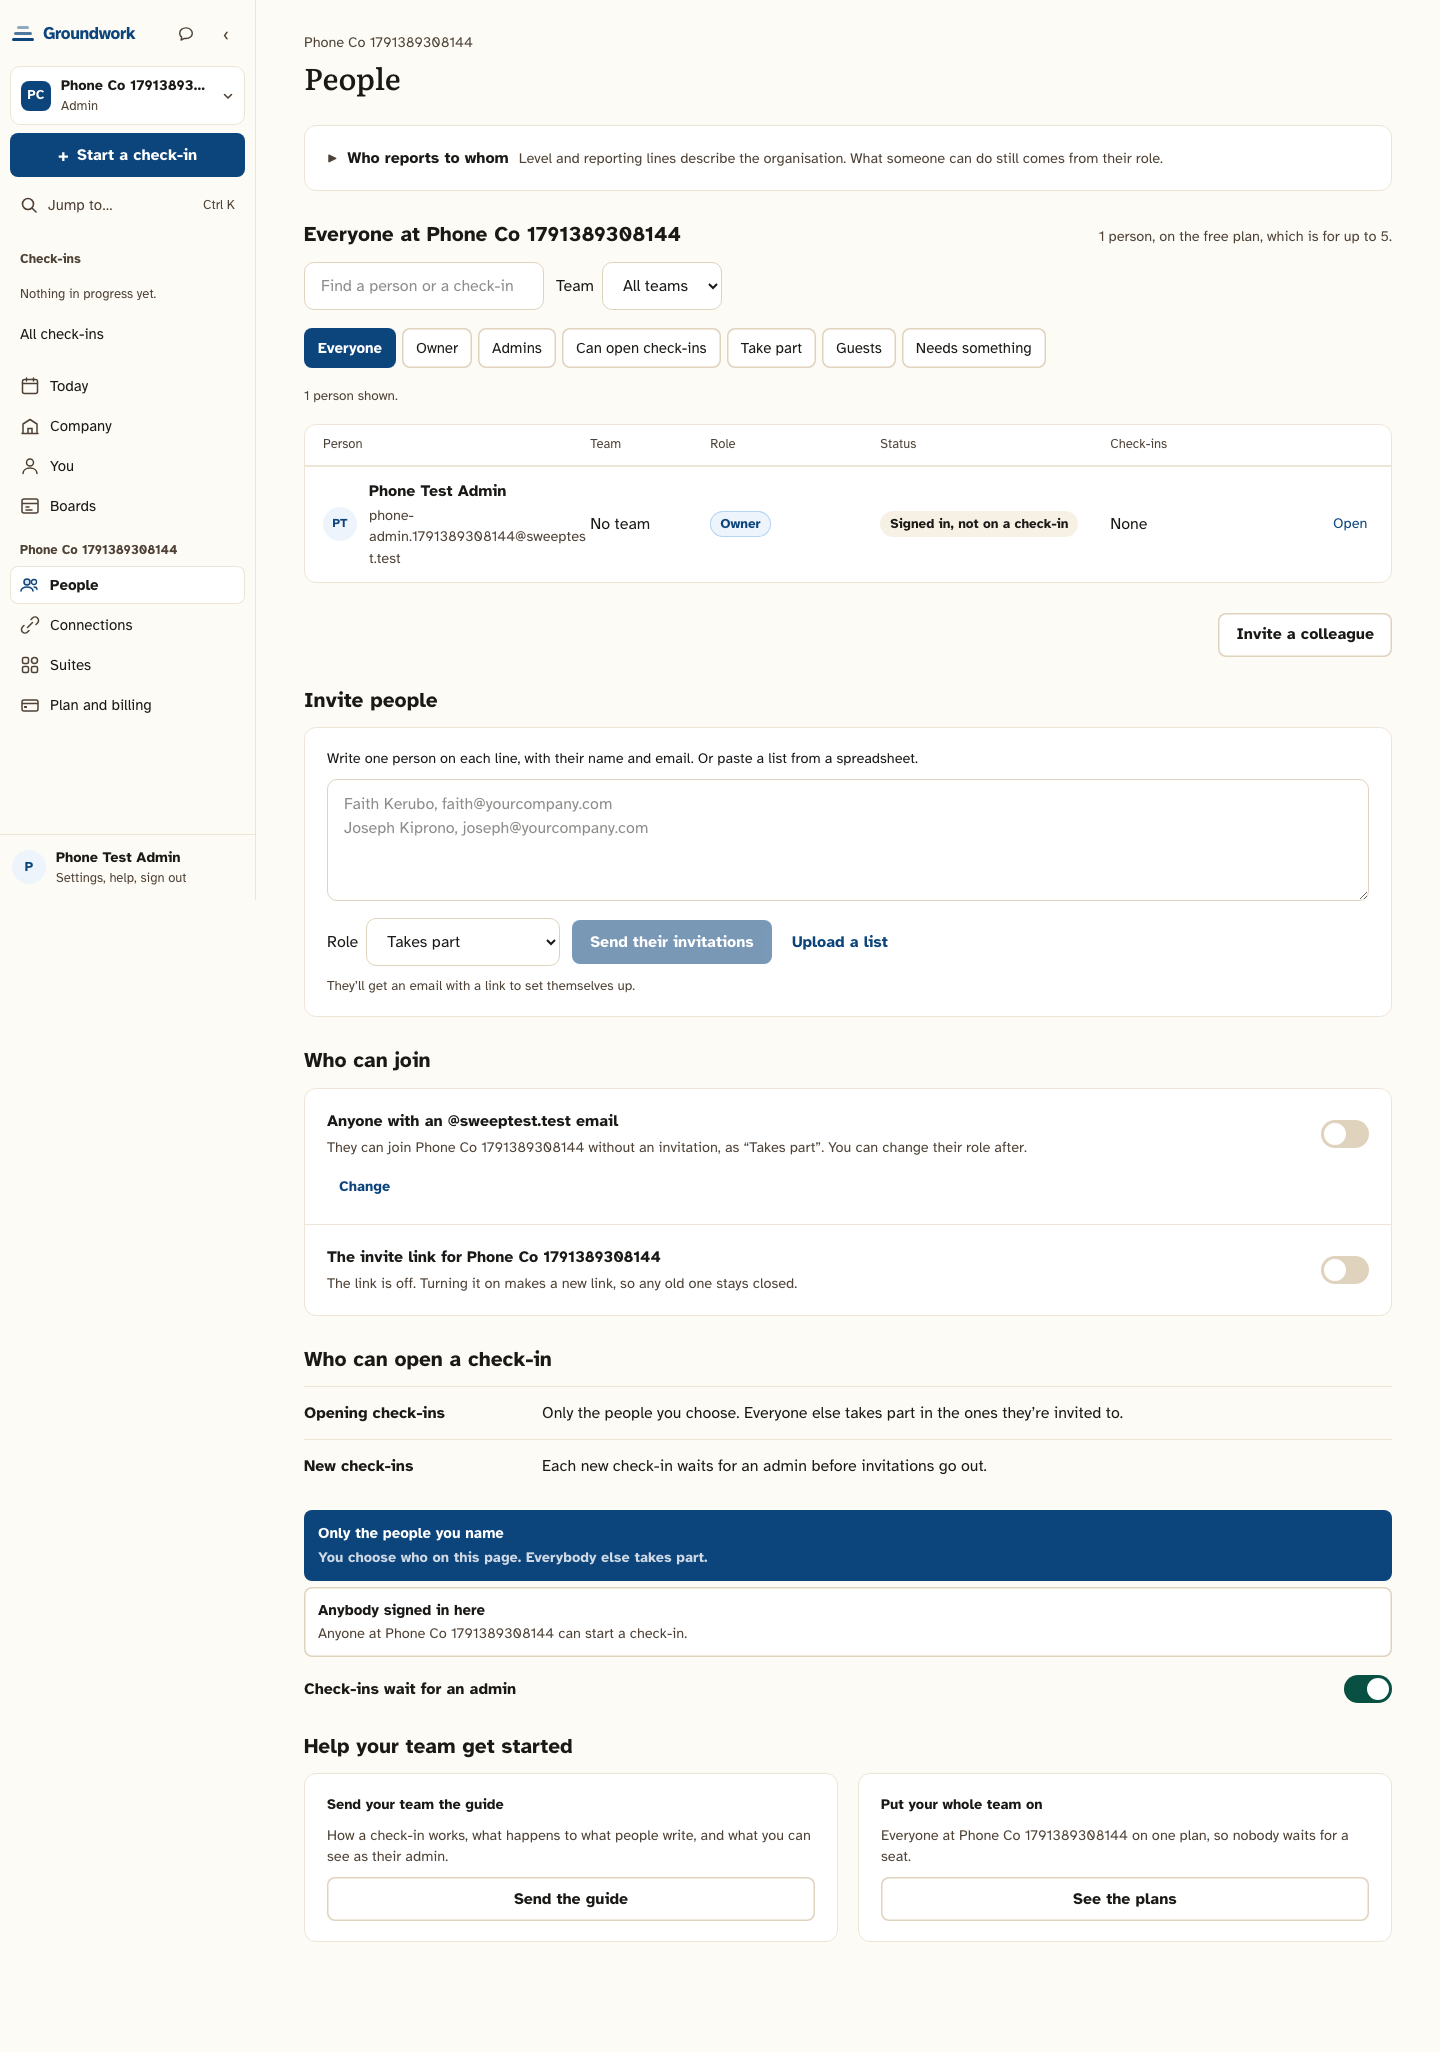 Groundwork
PC
Phone Co 17913893...
Admin
+ Start a check-in
Jump to...
Ctrl K
Check-ins
Nothing in progress yet.
All check-ins
Today
Company
You
Boards
Phone Co 1791389308144
People
Connections
Suites
Plan and billing
P
Phone Test Admin
Settings, help, sign out
Phone Co 1791389308144
People
Who reports to whom Level and reporting lines describe the organisation. What someone can do still comes from their role.
Everyone at Phone Co 1791389308144
1 person, on the free plan, which is for up to 5.
Find a person or a check-in
Team
All teams
Everyone
Owner
Admins
Can open check-ins
Take part
Guests
Needs something
1 person shown.
Person
Team
Role
Status
Check-ins
PT
Phone Test Admin
phone-
admin.1791389308144@sweeptes
t.test
No team
Owner
Signed in, not on a check-in
None
Open
Invite a colleague
Invite people
Write one person on each line, with their name and email. Or paste a list from a spreadsheet.
Faith Kerubo, faith@yourcompany.com
Joseph Kiprono, joseph@yourcompany.com
Role
Takes part
Send their invitations
Upload a list
They’ll get an email with a link to set themselves up.
Who can join
Anyone with an @sweeptest.test email
They can join Phone Co 1791389308144 without an invitation, as “Takes part”. You can change their role after.
Change
The invite link for Phone Co 1791389308144
The link is off. Turning it on makes a new link, so any old one stays closed.
Who can open a check-in
Opening check-ins
Only the people you choose. Everyone else takes part in the ones they’re invited to.
New check-ins
Each new check-in waits for an admin before invitations go out.
Only the people you name
You choose who on this page. Everybody else takes part.
Anybody signed in here
Anyone at Phone Co 1791389308144 can start a check-in.
Check-ins wait for an admin
Help your team get started
Send your team the guide
How a check-in works, what happens to what people write, and what you can
see as their admin.
Send the guide
Put your whole team on
Everyone at Phone Co 1791389308144 on one plan, so nobody waits for a
seat.
See the plans